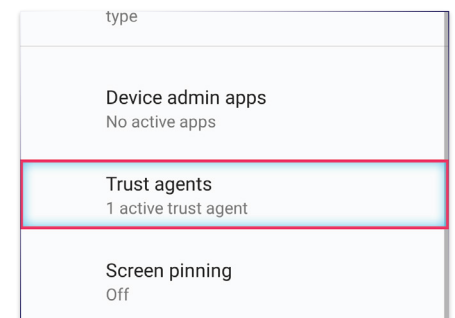 type
Device admin apps
No active apps
Trust agents
1 active trust agent
Screen pinning
Off